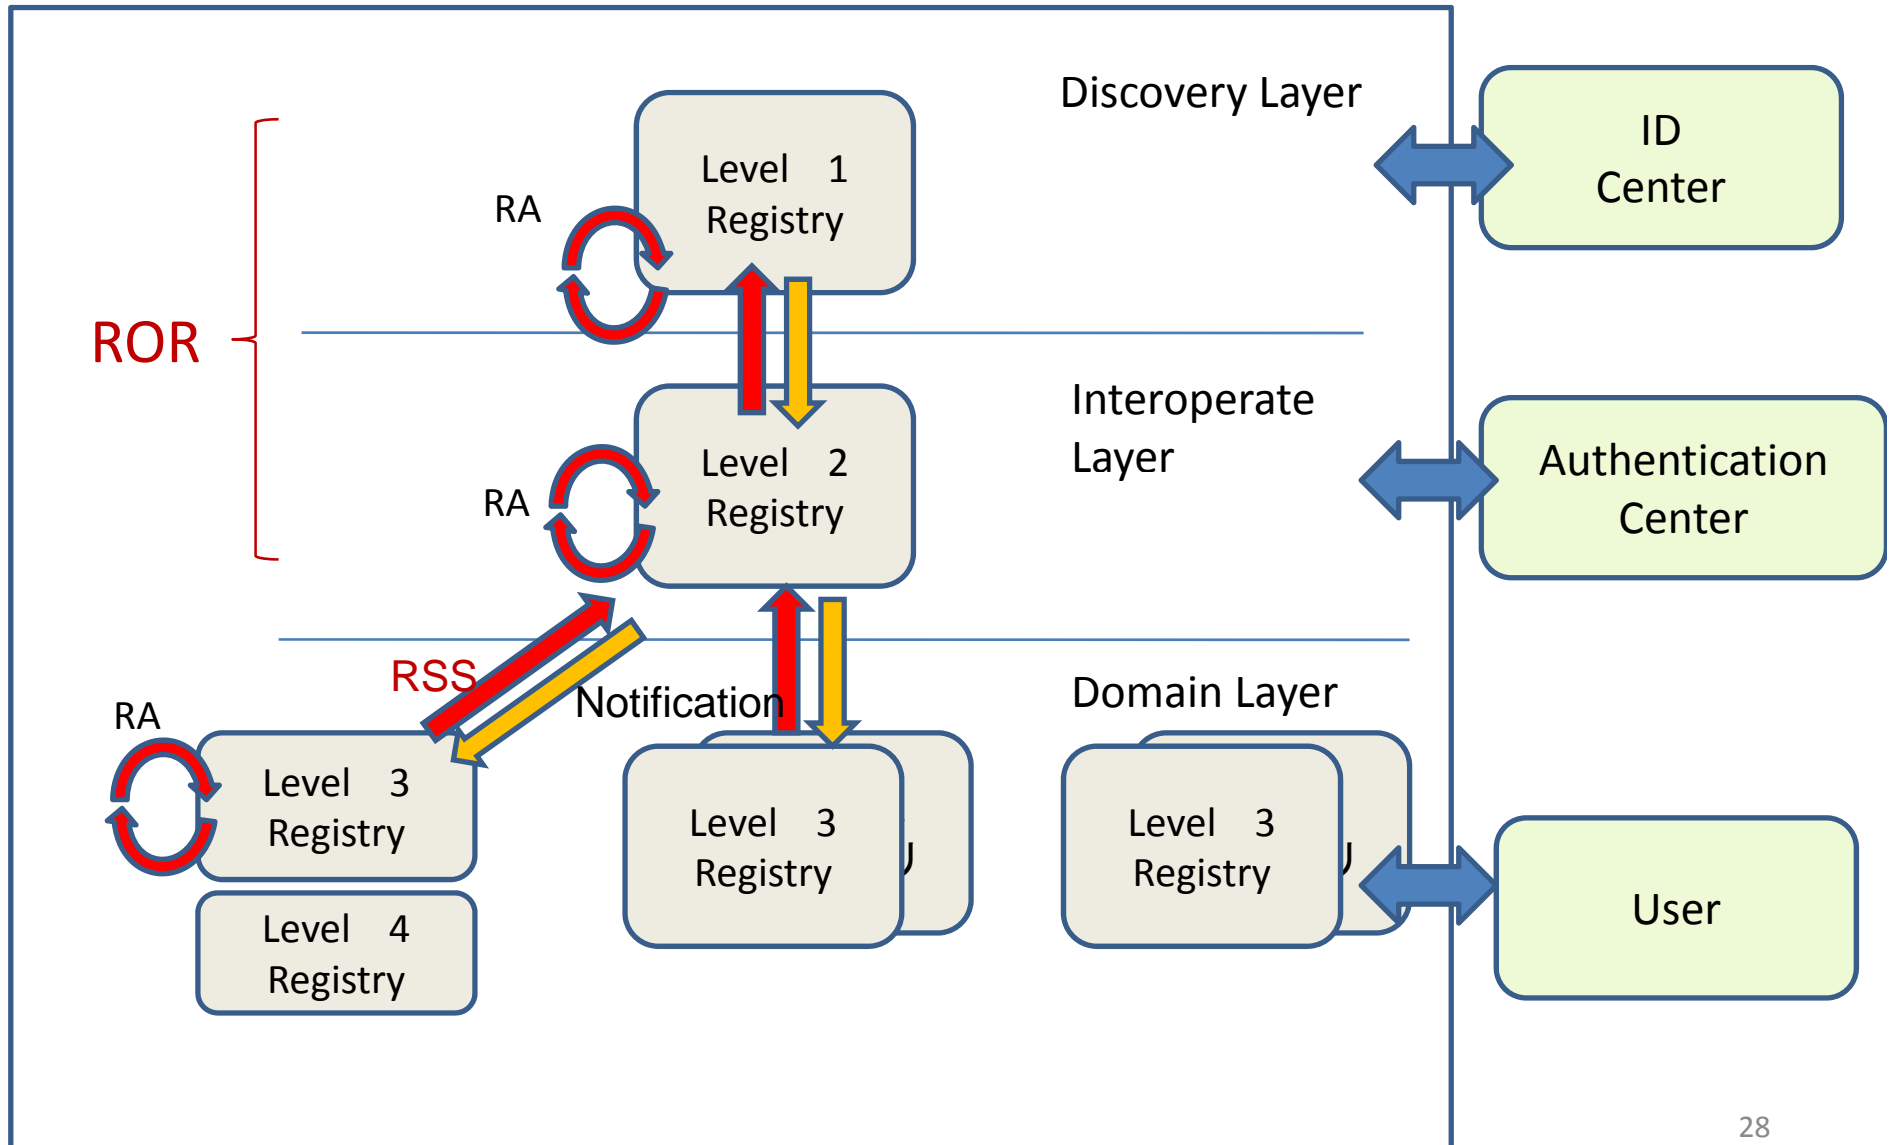 Discovery Layer
ID
Center
Level 1
Registry
RA
ROR
Interoperate
Layer
Authentication
Center
Level 2
Registry
RA
RSS
Notification
Domain Layer
RA
Level 3
Registry
Level 3
Registry
Level 3
Registry
User
Level 4
Registry
28